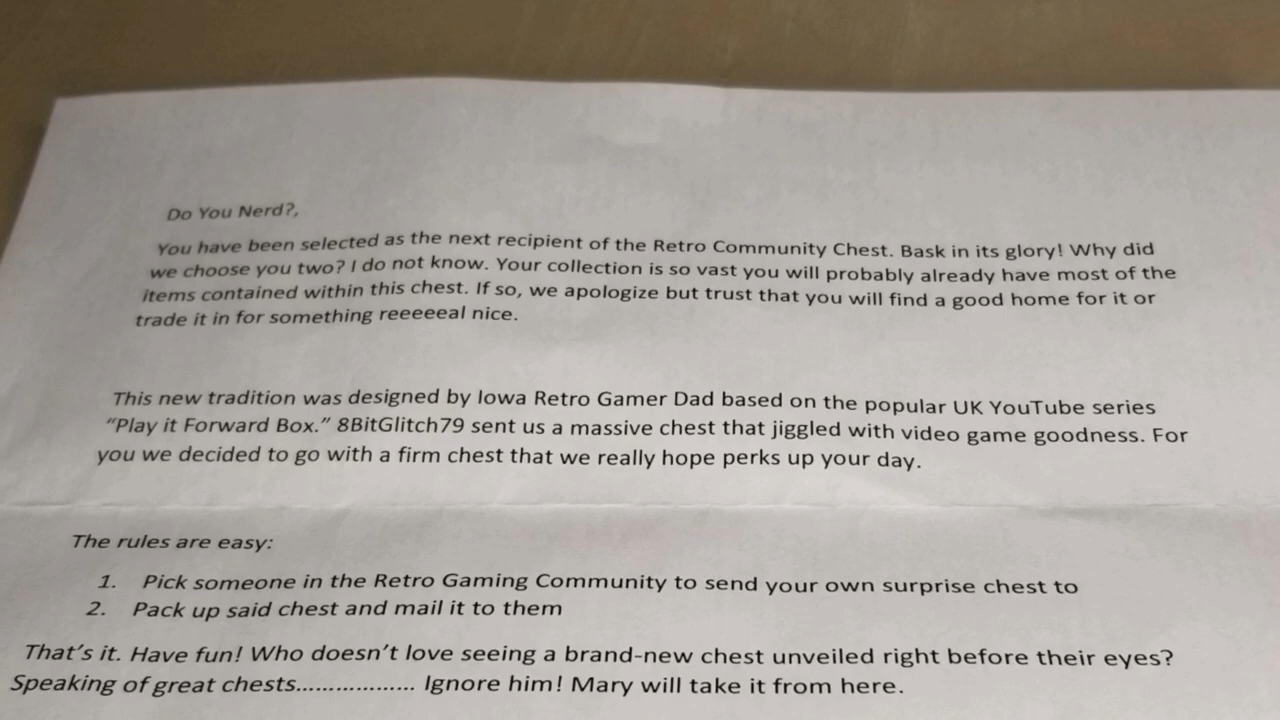 Do You Nerd?,
You have been selected as the next recipient of the Retro Community Chest. Bask in its glory! Why did
we choose you two? I do not know. Your collection is so vast you will probably already have most of the
items contained within this chest. If so, we apologize but trust that you will find a good home for it or
trade it in for something reeeeeal nice.
This new tradition was designed by Iowa Retro Gamer Dad based on the popular UK YouTube series
“Play it Forward Box.” 8BitGlitch79 sent us a massive chest that jiggled with video game goodness. For
you we decided to go with a firm chest that we really hope perks up your day.
The rules are easy:
1. Pick someone in the Retro Gaming Community to send your own surprise chest to
2. Pack up said chest and mail it to them
That’s it. Have fun! Who doesn’t love seeing a brand-new chest unveiled right before their eyes?
Speaking of great chests……………… Ignore him! Mary will take it from here.